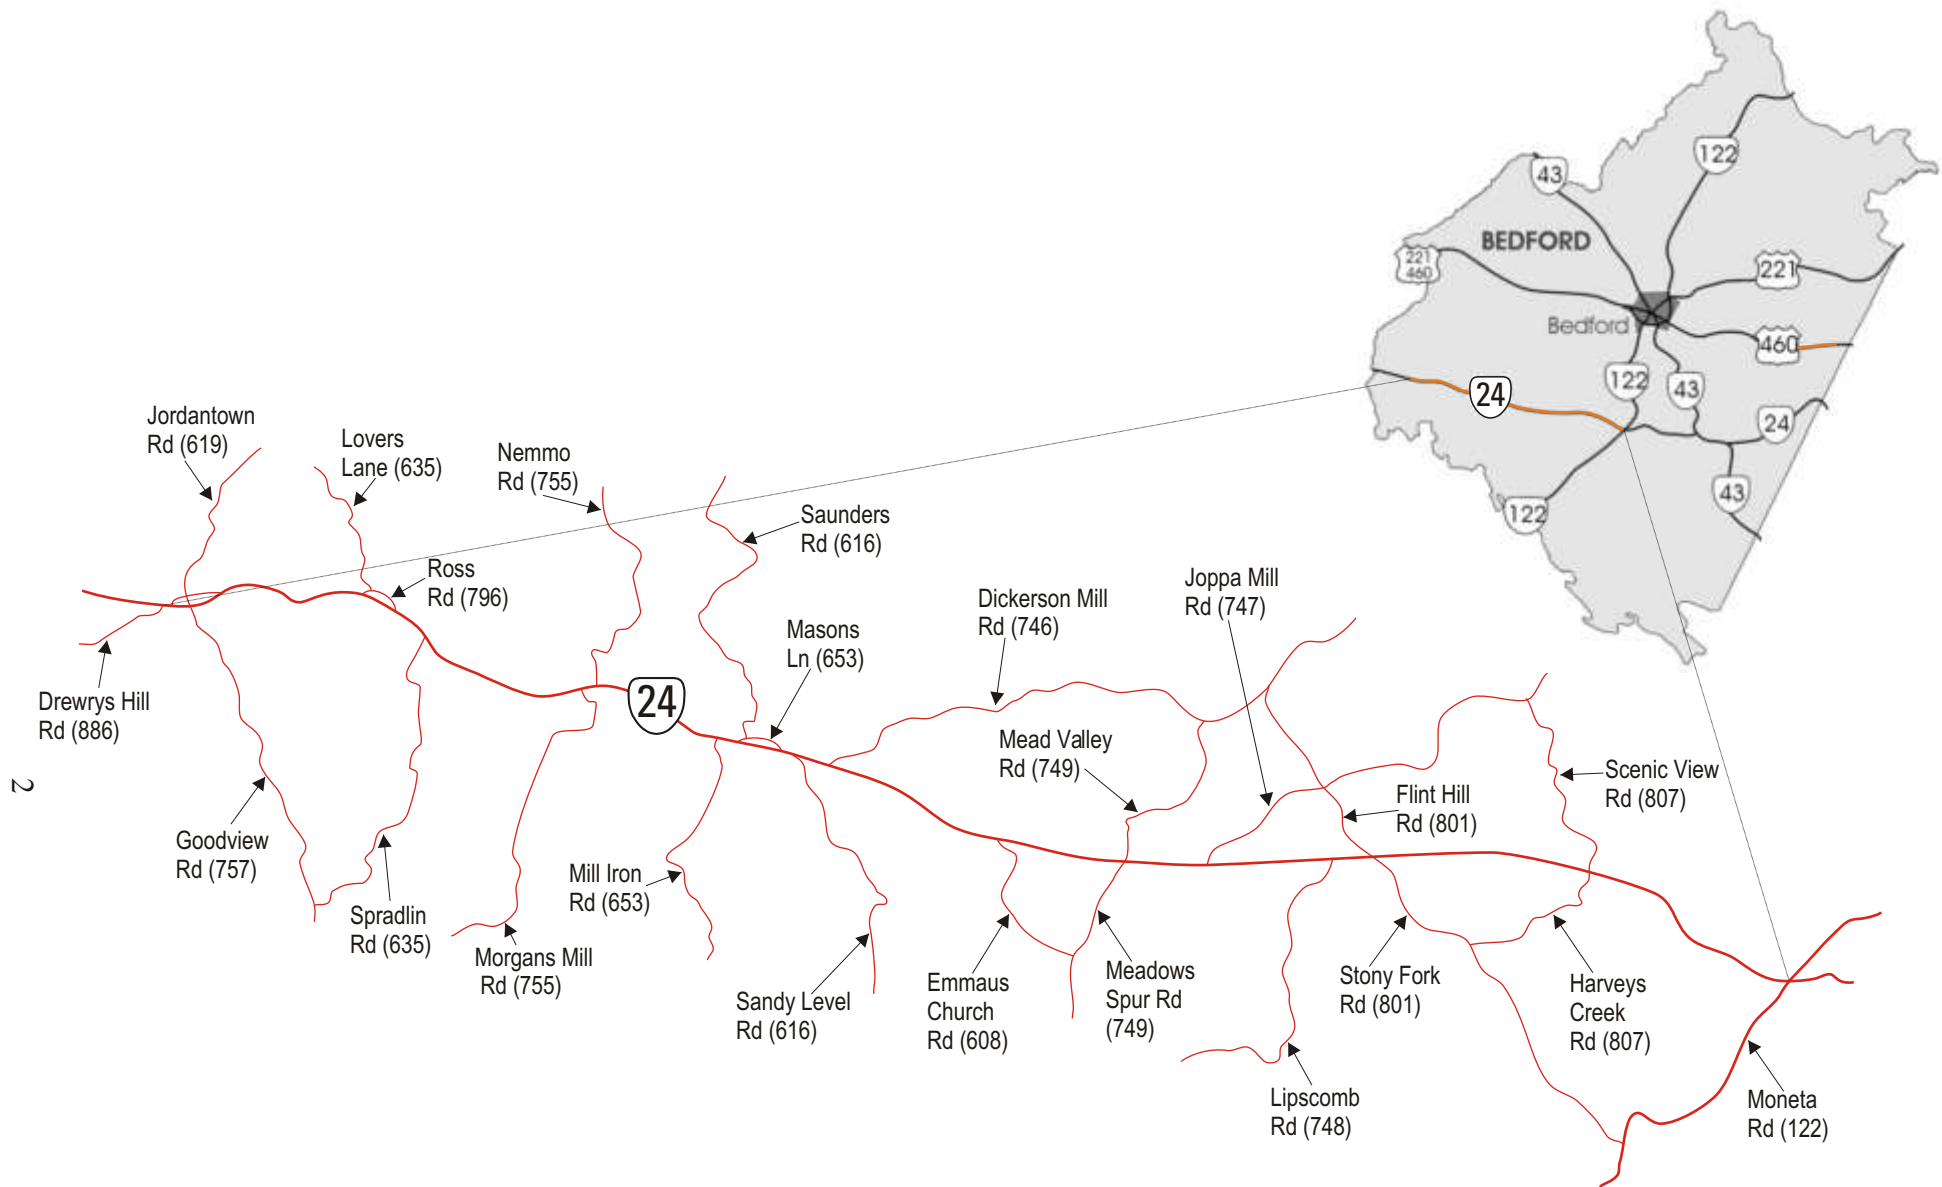 43
122
BEDFORD
221
460
221
Bedford
460
122
43
24
24
43
122
Jordantown
Rd (619)
Lovers
Lane (635)
Nemmo
Rd (755)
Saunders
Rd (616)
Ross
Rd (796)
Dickerson Mill
Rd (746)
Joppa Mill
Rd (747)
Masons
Ln (653)
Drewrys Hill
Rd (886)
24
Mead Valley
Rd (749)
Scenic View
Rd (807)
Flint Hill
Rd (801)
2
Goodview
Rd (757)
Mill Iron
Rd (653)
Spradlin
Rd (635)
Morgans Mill
Rd (755)
Sandy Level
Rd (616)
Emmaus
Church
Rd (608)
Meadows
Spur Rd
(749)
Stony Fork
Rd (801)
Harveys
Creek
Rd (807)
Lipscomb
Rd (748)
Moneta
Rd (122)